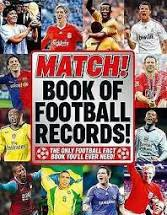 MATCH!
BOOK OF
FOOTBALL
RECORDS!
THE ONLY FOOTBALL FACT
BOOK YOU'LL EVER NEED!